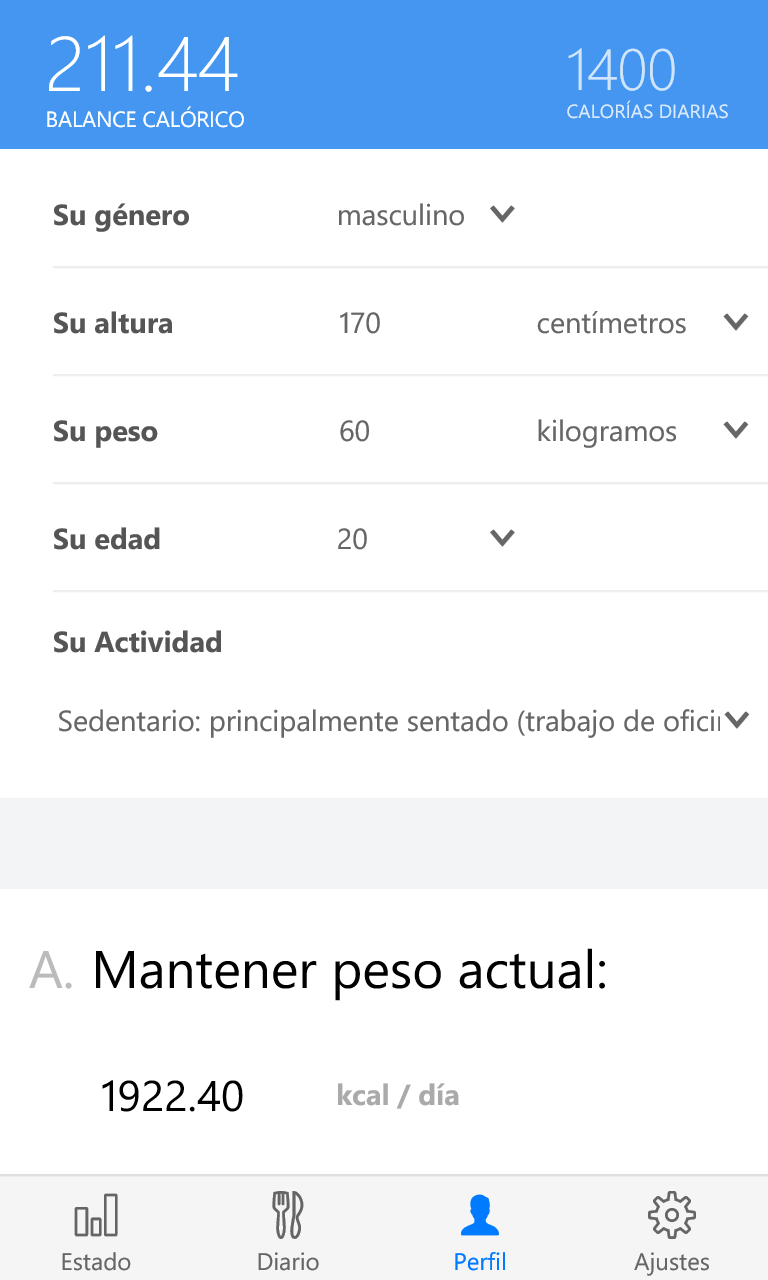 211.44
BALANCE CALÓRICO
1400
CALORÍAS DIARIAS
Su género masculino
Su altura 170 centímetros
Su peso 60 kilogramos
Su edad 20
Su Actividad
Sedentario: principalmente sentado (trabajo de
A. Mantener peso actual:
1922.40 kcal / día
Estado Diario Perfil Ajustes